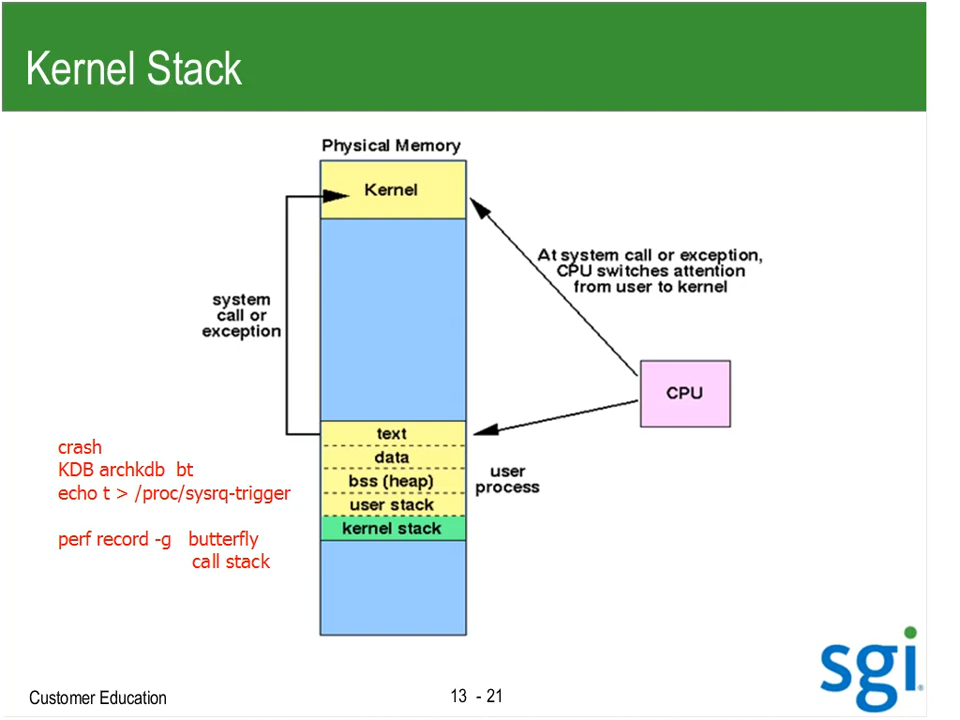 Kernel Stack
Physical Memory
Kernel
At system call or exception,
CPU switches attention
from user to kernel
system
call or
exception
CPU
text
data
bss (heap)
user stack
kernel stack
user
process
crash
KDB archkdb bt
echo t > /proc/sysrq-trigger
perf record -g butterfly
call stack
Customer Education
13 - 21
sgi